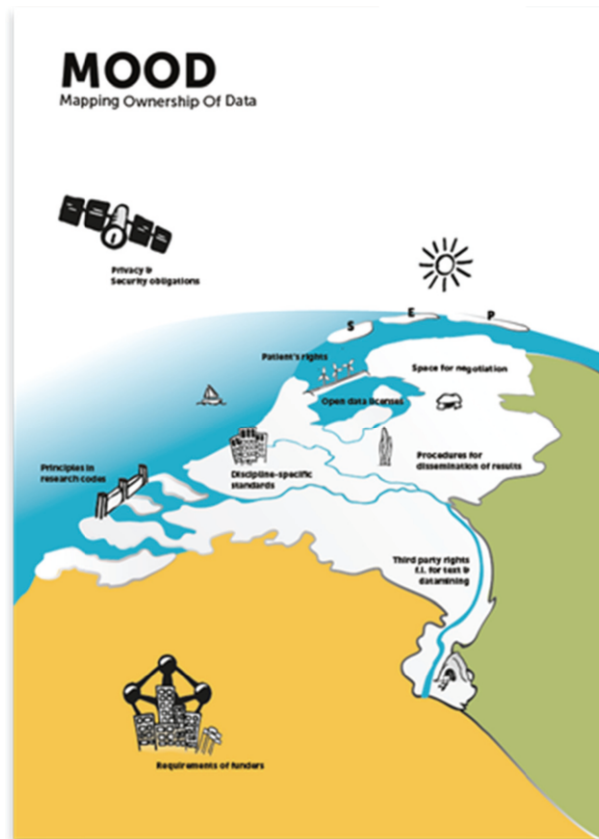 MOOD
Mapping Ownership Of Data
Privacy &
Security obligations
S E P
Patient's rights
Space for negotiation
Open data licenses
Principles in
research codes
Discipline-specific
standards
Procedures for
dissemination of results
Third party rights
f.i. for text &
datamining
Requirements of funders